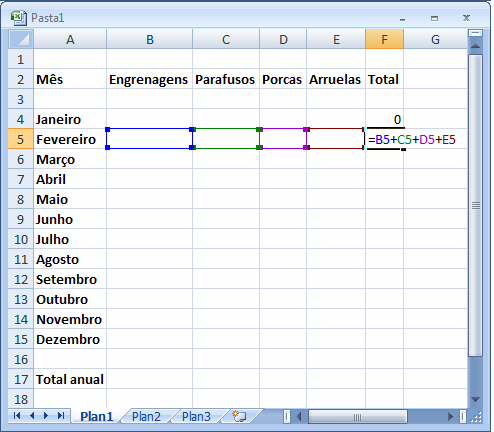 Pasta1
A B C D E F G
1
2 Mês Engrenagens Parafusos Porcas Arruelas Total
3
4 Janeiro 0
5 Fevereiro =B5+C5+D5+E5
6 Março
7 Abril
8 Maio
9 Junho
10 Julho
11 Agosto
12 Setembro
13 Outubro
14 Novembro
15 Dezembro
16
17 Total anual
18
Plan1 Plan2 Plan3